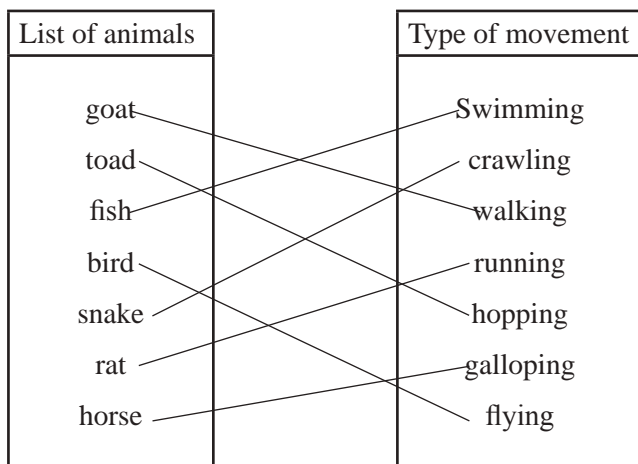 List of animals
goat
toad
fish
bird
snake
rat
horse
Type of movement
Swimming
crawling
walking
running
hopping
galloping
flying